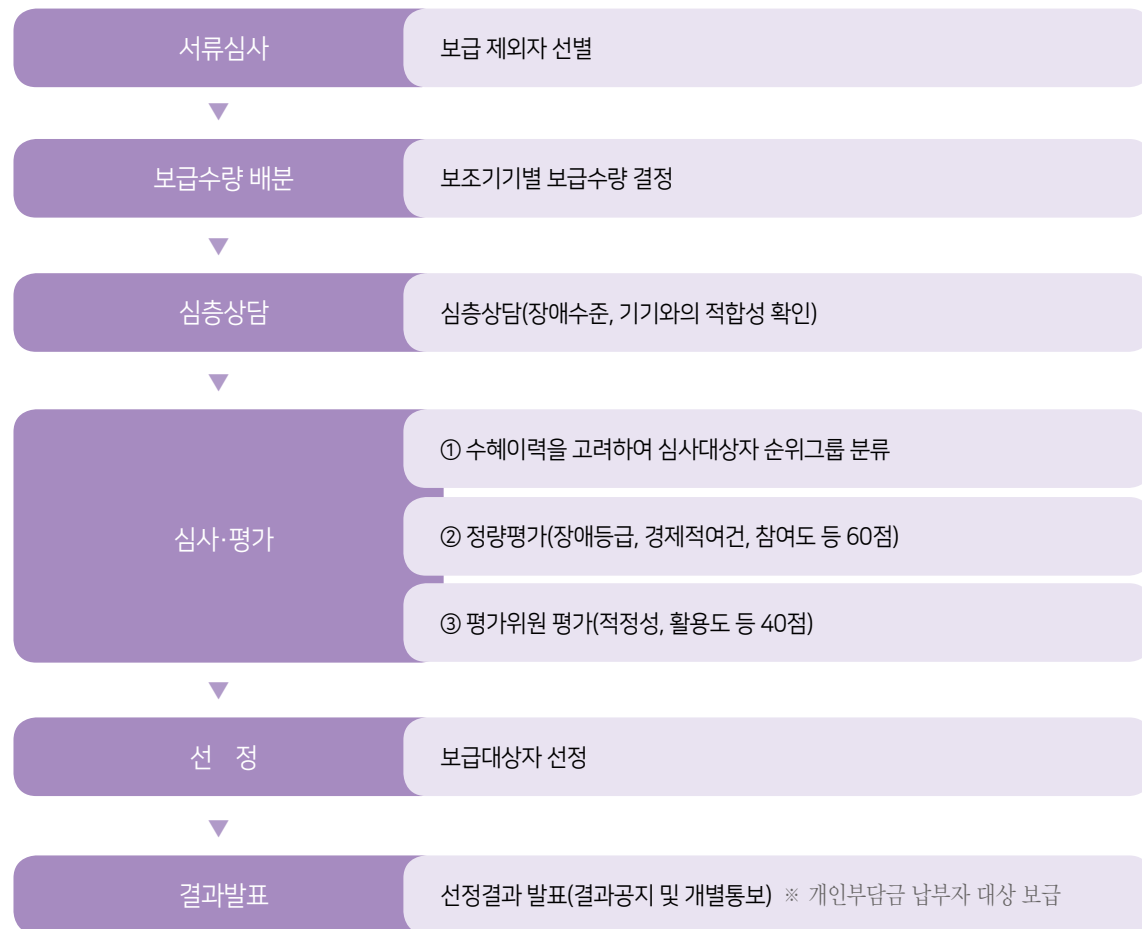 서류심사
보급 제외자 선별
▼
보급수량 배분
보조기기별 보급수량 결정
▼
심층상담
심층상담(장애수준, 기기와의 적합성 확인)
▼
심사·평가
① 수혜이력을 고려하여 심사대상자 순위그룹 분류
② 정량평가(장애등급, 경제적여건, 참여도 등 60점)
③ 평가위원 평가(적정성, 활용도 등 40점)
▼
선 정
보급대상자 선정
▼
결과발표
선정결과 발표(결과공지 및 개별통보) ※ 개인부담금 납부자 대상 보급